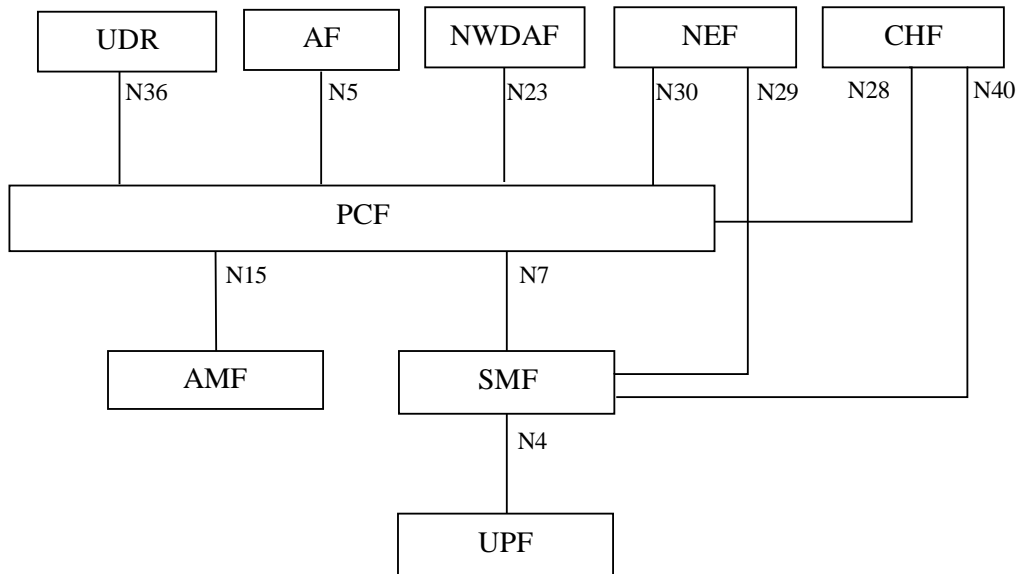 UDR AF NWDAF NEF CHF
N36 N5 N23 N30 N29 N28 N40
PCF
N15 N7
AMF SMF
N4
UPF